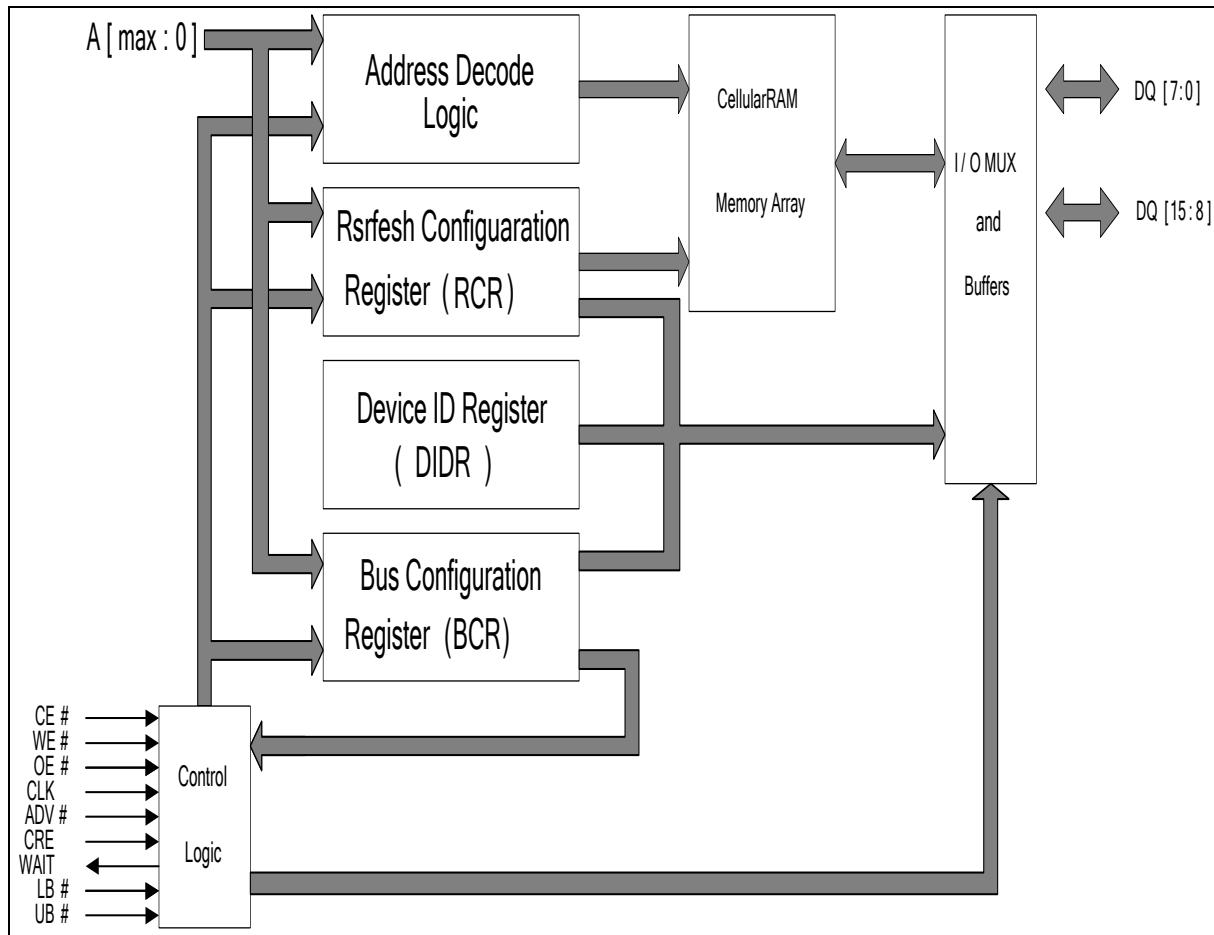 A [ max : 0 ]
Address Decode
Logic
CellularRAM
Memory Array
I / O MUX
and
Buffers
DQ [7:0]
DQ [15:8]
Rsrfesh Configuaration
Register ( RCR )
Device ID Register
( DIDR )
Bus Configuration
Register (BCR)
CE #
WE #
OE #
CLK
ADV #
CRE
WAIT
LB #
UB #
Control
Logic